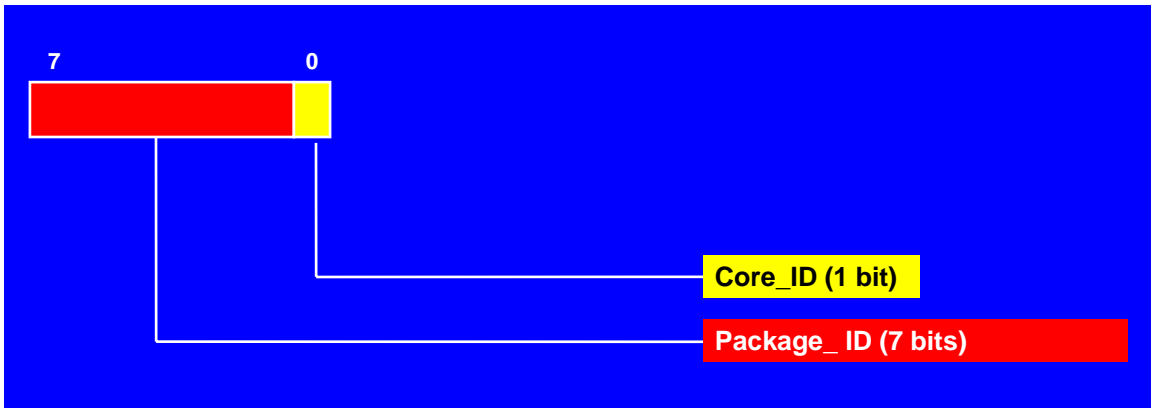 7 0
Core_ID (1 bit)
Package_ ID (7 bits)